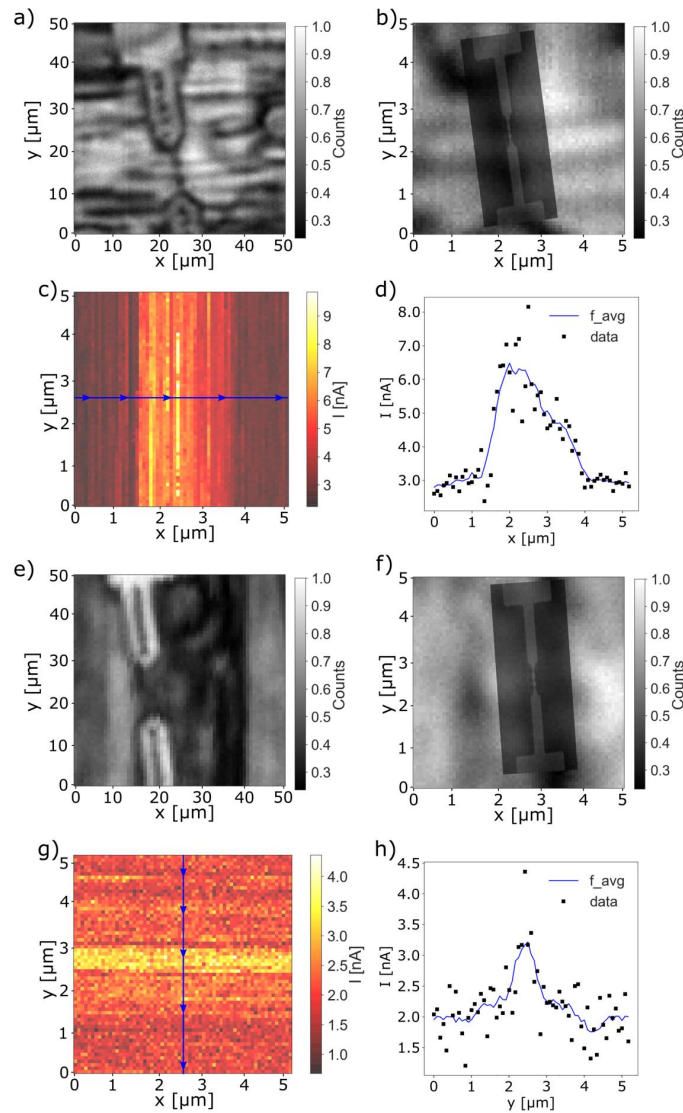 a)
50
40
30
20
10
0
y [µm]
0 10 20 30 40 50
x [µm]
1.0
0.9
0.8
0.7
0.6
0.5
0.4
0.3
Counts
b)
5
4
3
2
1
0
y [µm]
0 1 2 3 4 5
x [µm]
1.0
0.9
0.8
0.7
0.6
0.5
0.4
0.3
Counts
c)
5
4
3
2
1
0
y [µm]
0 1 2 3 4 5
x [µm]
9
8
7
6
5
4
3
I [nA]
d)
8.0
7.0
6.0
5.0
4.0
3.0
I [nA]
f_avg
data
0 1 2 3 4 5
x [µm]
e)
50
40
30
20
10
0
y [µm]
0 10 20 30 40 50
x [µm]
1.0
0.9
0.8
0.7
0.6
0.5
0.4
0.3
Counts
f)
5
4
3
2
1
0
y [µm]
0 1 2 3 4 5
x [µm]
1.0
0.9
0.8
0.7
0.6
0.5
0.4
0.3
Counts
g)
5
4
3
2
1
0
y [µm]
0 1 2 3 4 5
x [µm]
4.0
3.5
3.0
2.5
2.0
1.5
1.0
I [nA]
h)
4.5
4.0
3.5
3.0
2.5
2.0
1.5
I [nA]
f_avg
data
0 1 2 3 4 5
y [µm]